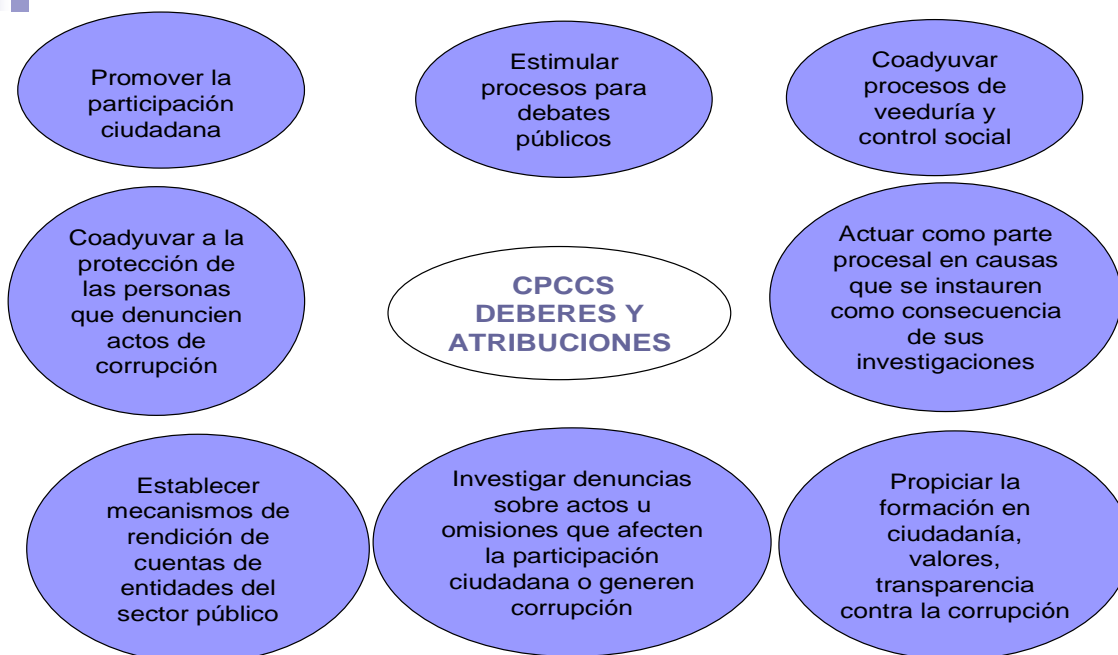 Promover la
participación
ciudadana
Estimular
procesos para
debates
públicos
Coadyuvar
procesos de
veeduría y
control social
Coadyuvar a la
protección de
las personas
que denuncien
actos de
corrupción
CPCCS
DEBERES Y
ATRIBUCIONES
Actuar como parte
procesal en causas
que se instauren
como consecuencia
de sus
investigaciones
Establecer
mecanismos de
rendición de
cuentas de
entidades del
sector público
Investigar denuncias
sobre actos u
omisiones que afecten
la participación
ciudadana o generen
corrupción
Propiciar la
formación en
ciudadanía,
valores,
transparencia
contra la corrupción